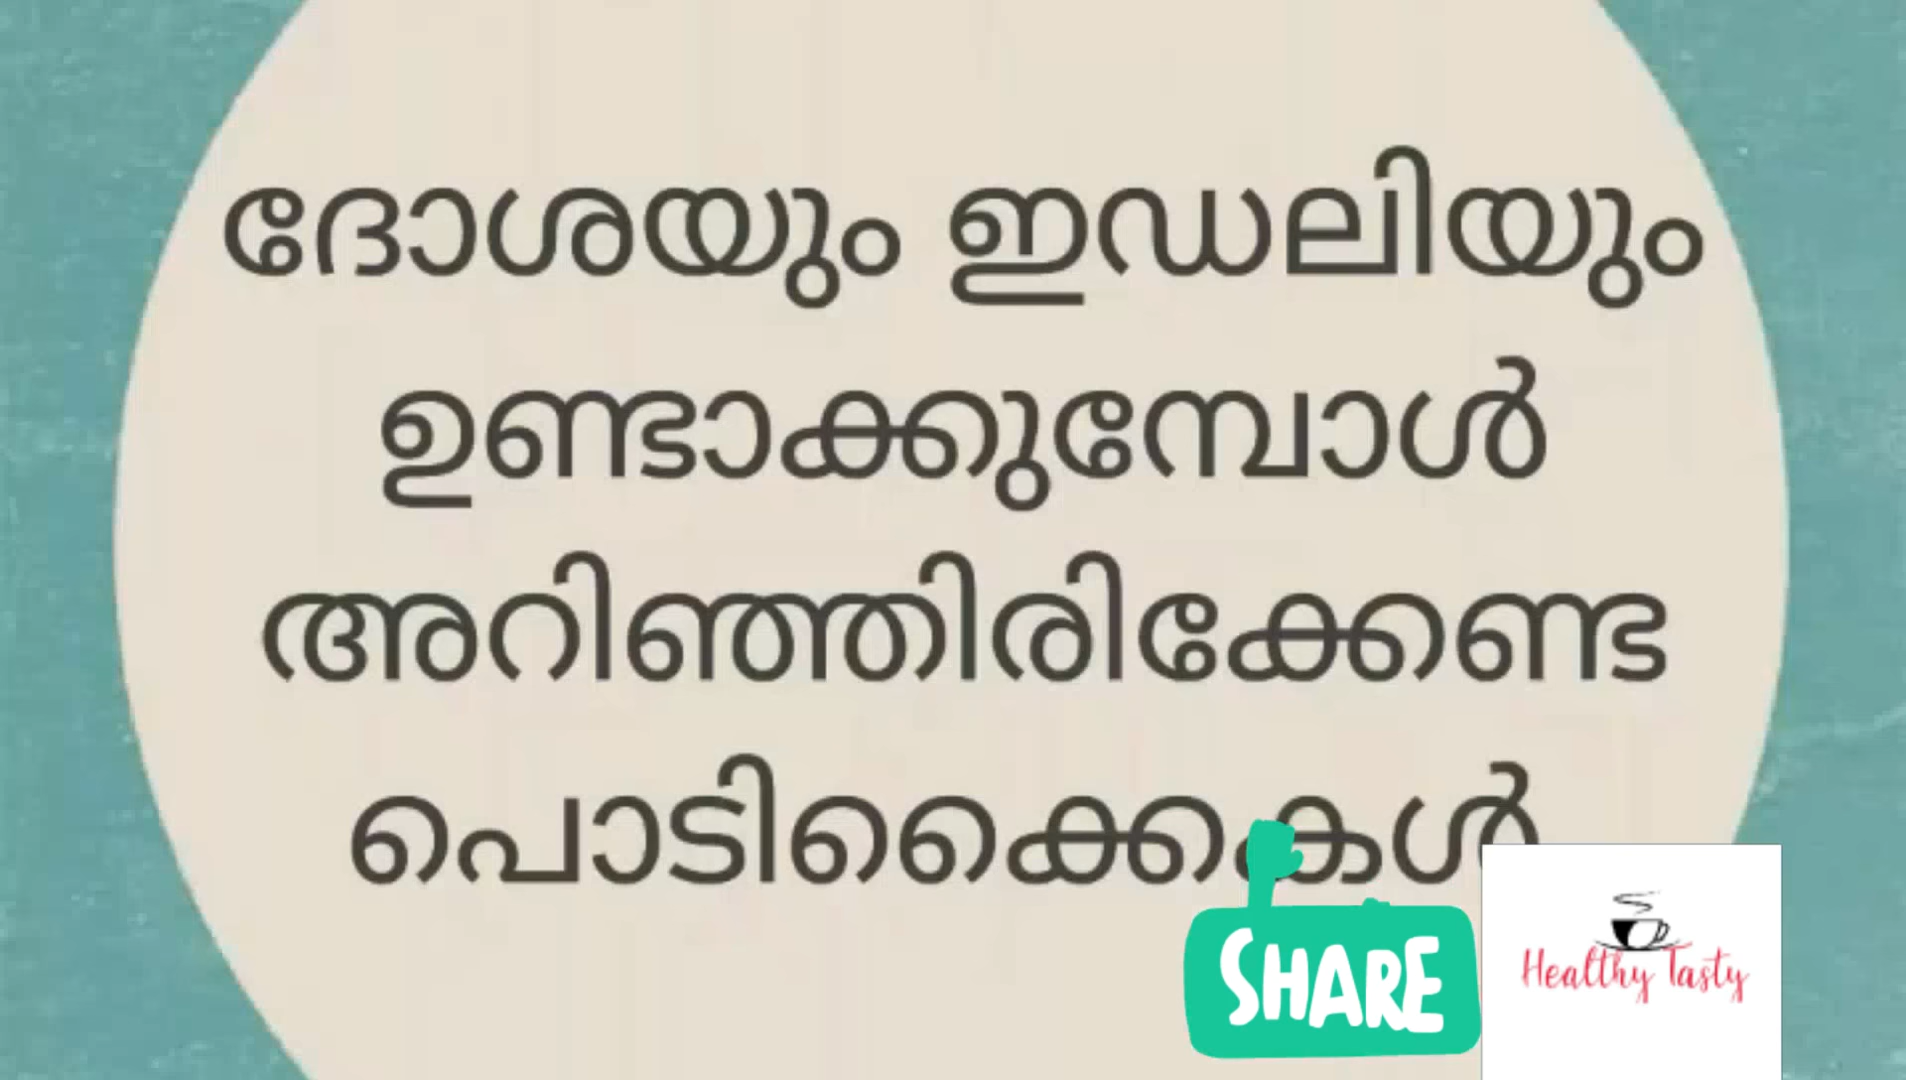 ദോശയും ഇഡലിയും
ഉണ്ടാക്കുമ്പോൾ
അറിഞ്ഞിരിക്കേണ്ട
പൊടിക്കൈകൾ
SHARE
Healthy Tasty